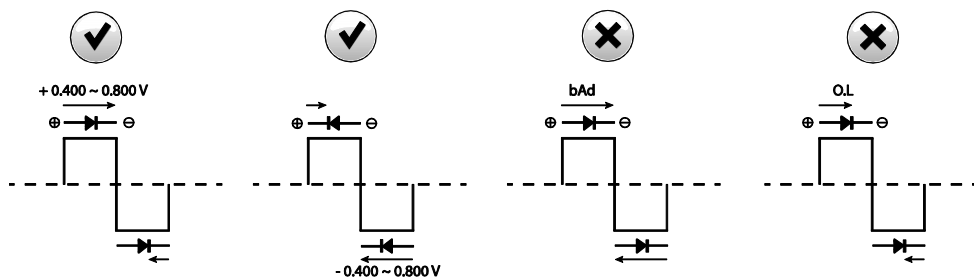 + 0.400 ~ 0.800 V
bAd
O.L
⊕ ⊖
⊕ ⊖
⊕ ⊖
⊕ ⊖
- 0.400 ~ 0.800 V